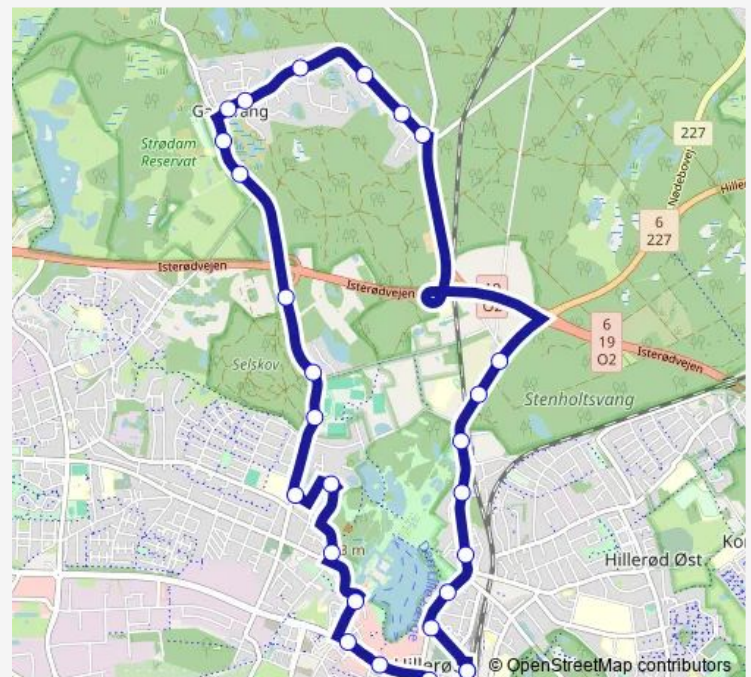 227
Nødebovej
Strødam
Reservat
6
227
Isterødvejen
Isterødvejen
6
19
O2
Isterødvejen
Selskov
Stenholtsvang
Hillerød Øst
© OpenStreetMap contributors